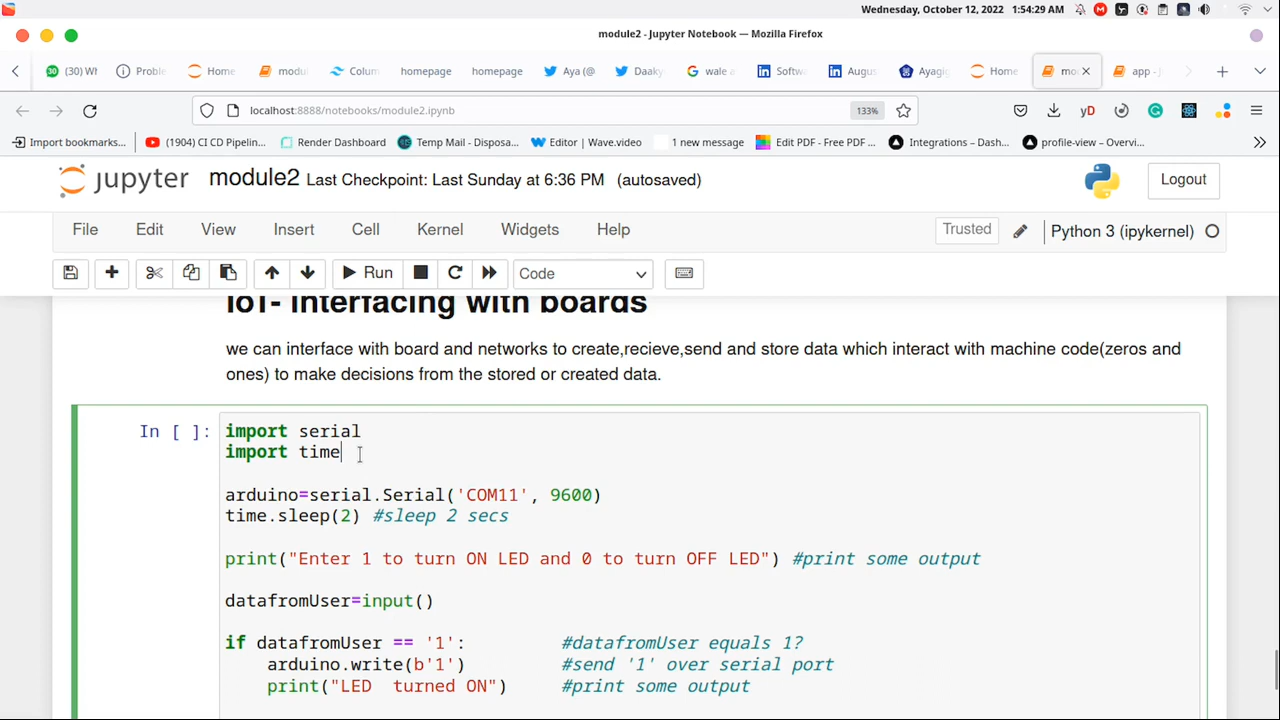 Wednesday, October 12, 2022 1:54:29 AM
module2 - Jupyter Notebook — Mozilla Firefox
(30) Wh Proble Home modul Colum homepage homepage Aya (@ Daaky wale a Softwa Augus Ayagig Home mo app - J
localhost:8888/notebooks/module2.ipynb 133% yD
Import bookmarks... (1904) CI CD Pipelin... Render Dashboard Temp Mail - Disposa... Editor | Wave.video 1 new message Edit PDF - Free PDF ... Integrations – Dash... profile-view – Overvi...
jupyter module2 Last Checkpoint: Last Sunday at 6:36 PM (autosaved) Logout
File Edit View Insert Cell Kernel Widgets Help Trusted Python 3 (ipykernel)
Run Code
IoT- Interfacing with boards
we can interface with board and networks to create,recieve,send and store data which interact with machine code(zeros and
ones) to make decisions from the stored or created data.
In [ ]: import serial
import time
arduino=serial.Serial('COM11', 9600)
time.sleep(2) #sleep 2 secs
print("Enter 1 to turn ON LED and 0 to turn OFF LED") #print some output
datafromUser=input()
if datafromUser == '1': #datafromUser equals 1?
arduino.write(b'1') #send '1' over serial port
print("LED  turned ON") #print some output